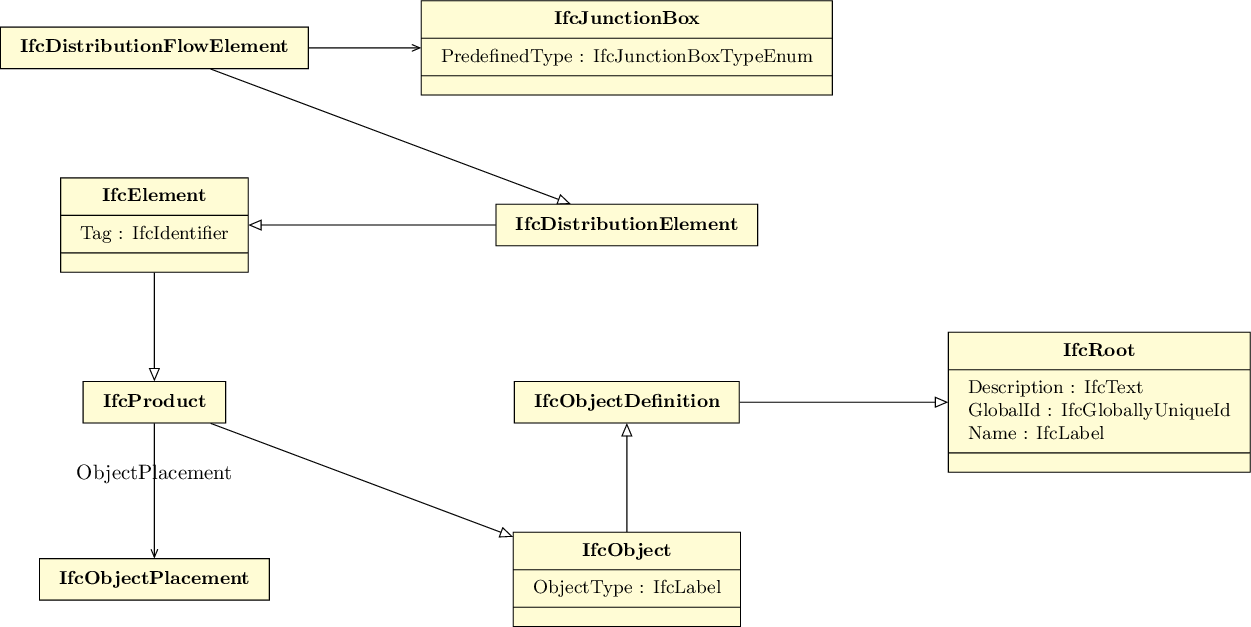 IfcJunctionBox
IfcDistributionFlowElement
PredefinedType : IfcJunctionBoxTypeEnum
IfcElement
Tag : IfcIdentifier
IfcDistributionElement
IfcRoot
Description : IfcText
GlobalId : IfcGloballyUniqueId
Name : IfcLabel
IfcProduct
IfcObjectDefinition
ObjectPlacement
IfcObject
ObjectType : IfcLabel
IfcObjectPlacement